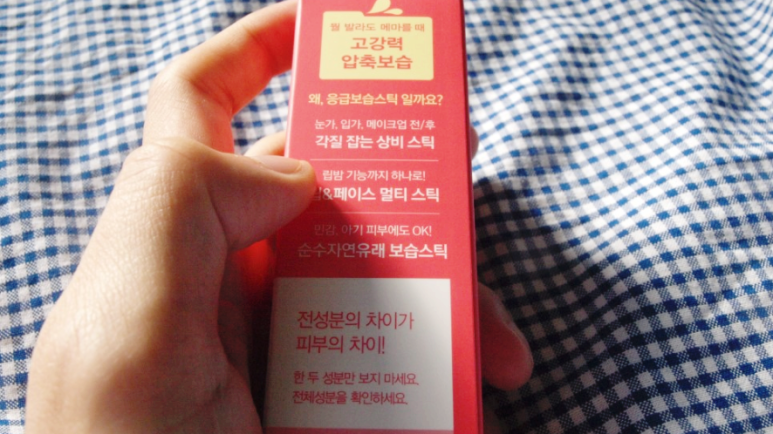 뭘 발라도 메마를 때
고강력
압축보습
왜, 응급보습스틱 일까요?
눈가, 입가, 메이크업 전/후
각질 잡는 상비 스틱
립밤 기능까지 하나로!
&페이스 멀티 스틱
민감, 아기 피부에도 OK!
순수자연유래 보습스틱
전성분의 차이가
피부의 차이!
한 두 성분만 보지 마세요.
전체성분을 확인하세요.